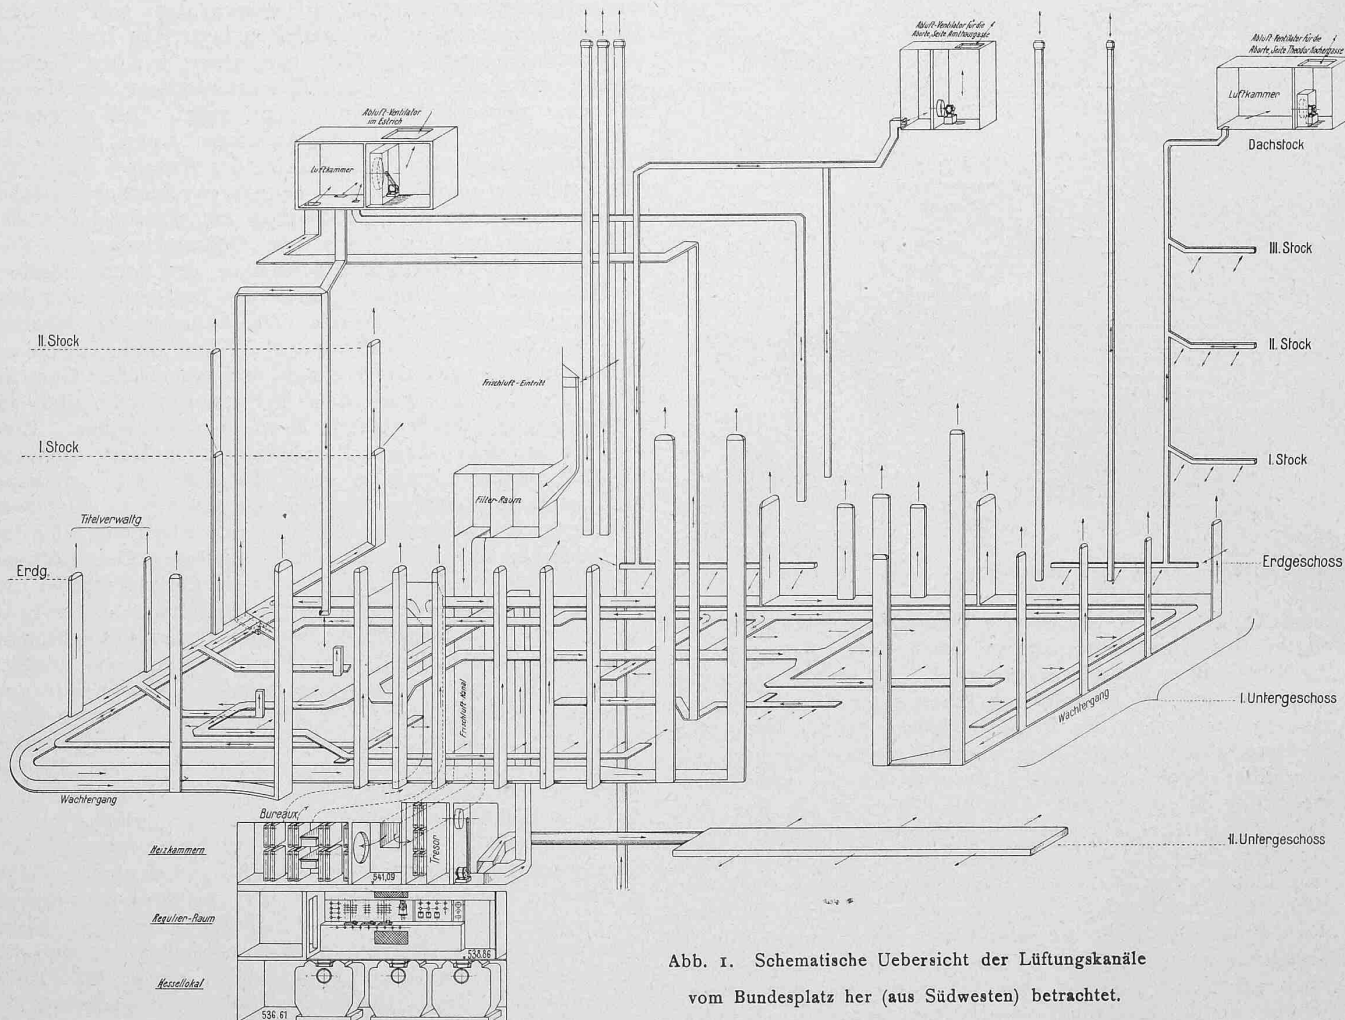 Abluft-Ventilator für die
Aborte, Seite Amthausgasse
Abluft-Ventilator für die
Aborte, Seite Theodor Kochergasse
Luftkammer
Dachstock
Abluft-Ventilator
im Estrich
Luftkammer
III. Stock
II. Stock
I. Stock
II. Stock
I. Stock
Frischluft-Eintritt
Filter-Raum
Titelverwaltg
Erdg.
Erdgeschoss
I. Untergeschoss
Wachtergang
Frischluft-Kanal
Wachtergang
Bureaux
Tresor
Heizkammern
541,09
II. Untergeschoss
Regulier-Raum
538.86
Kessellokal
536.61
Abb. 1. Schematische Uebersicht der Lüftungskanäle
vom Bundesplatz her (aus Südwesten) betrachtet.